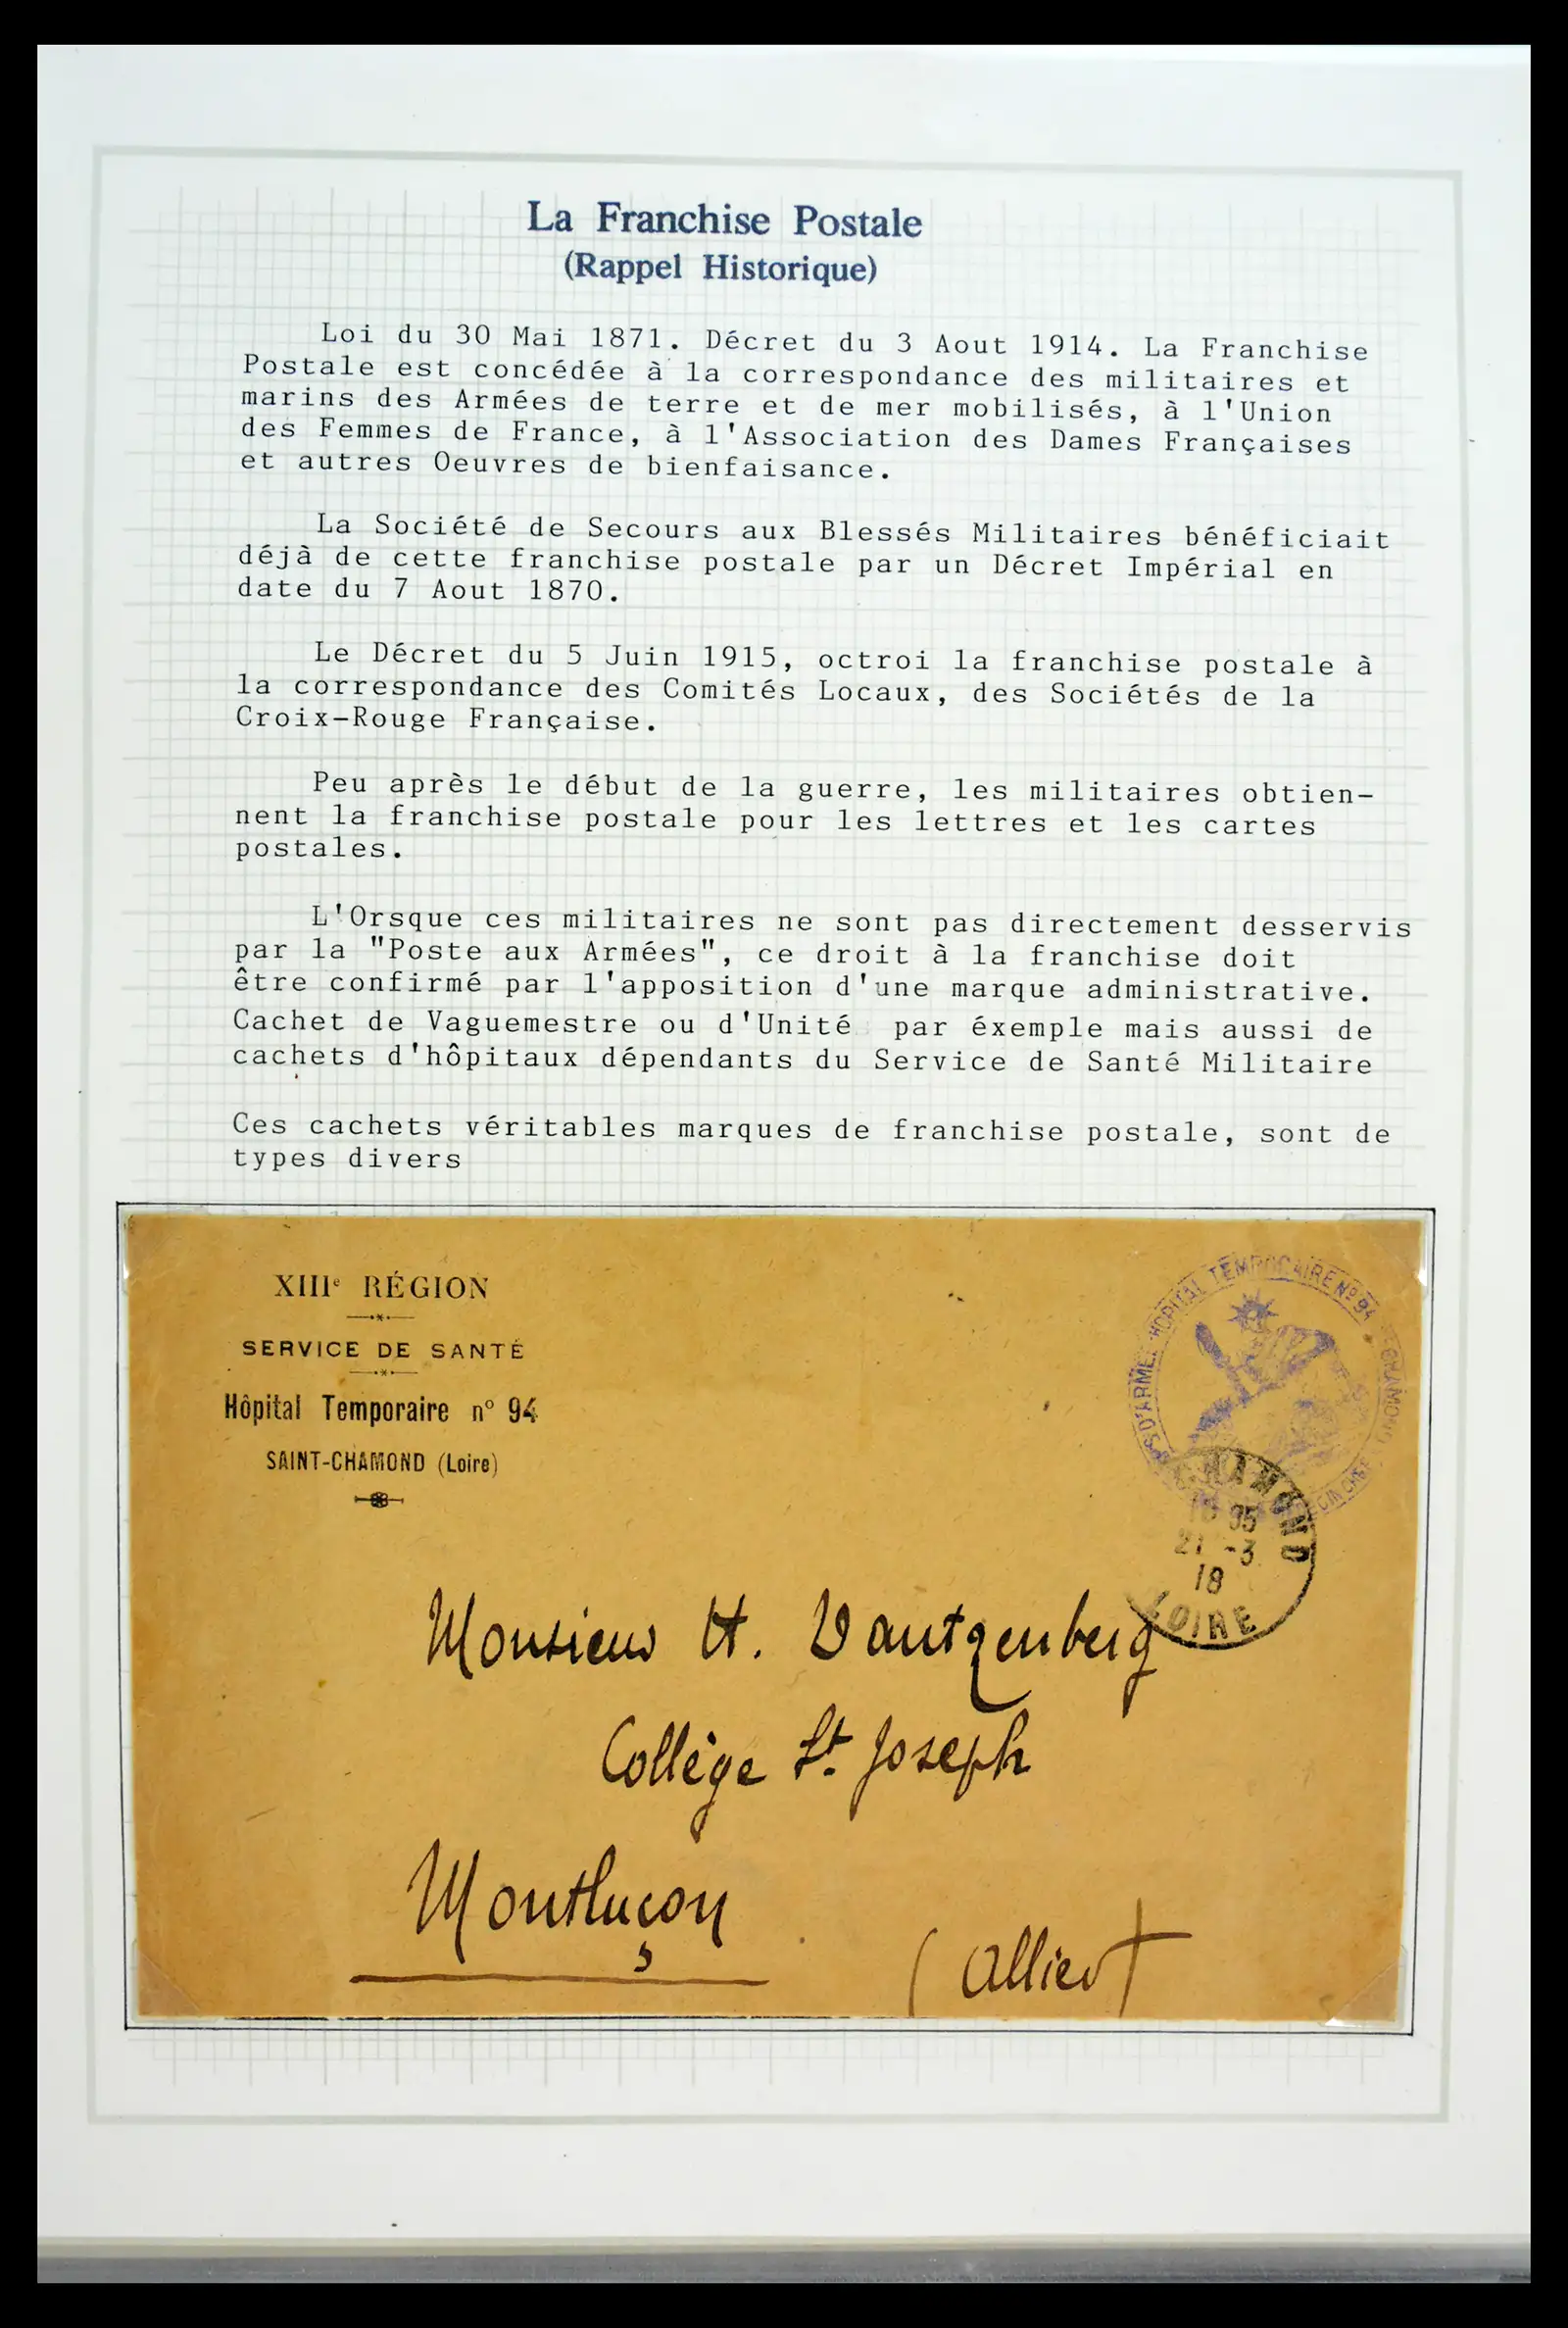 La Franchise Postale
(Rappel Historique)
Loi du 30 Mai 1871. Décret du 3 Aout 1914. La Franchise
Postale est concédée à la correspondance des militaires et
marins des Armées de terre et de mer mobilisés, à l'Union
des Femmes de France, à l'Association des Dames Françaises
et autres Oeuvres de bienfaisance.
La Société de Secours aux Blessés Militaires bénéficiait
déjà de cette franchise postale par un Décret Impérial en
date du 7 Aout 1870.
Le Décret du 5 Juin 1915, octroi la franchise postale à
la correspondance des Comités Locaux, des Sociétés de la
Croix-Rouge Française.
Peu après le début de la guerre, les militaires obtien-
nent la franchise postale pour les lettres et les cartes
postales.
L'Orsque ces militaires ne sont pas directement desservis
par la "Poste aux Armées", ce droit à la franchise doit
être confirmé par l'apposition d'une marque administrative.
Cachet de Vaguemestre ou d'Unité par éxemple mais aussi de
cachets d'hôpitaux dépendants du Service de Santé Militaire
Ces cachets véritables marques de franchise postale, sont de
types divers
XIIIe RÉGION
SERVICE DE SANTÉ
Hôpital Temporaire n° 94
SAINT-CHAMOND (Loire)
HOPITAL TEMPORAIRE N° 94
CHAMOND
21 -3
18
LOIRE
Monsieur H. Vantzenberg
Collège St. Joseph
Montluçon
(Allier)